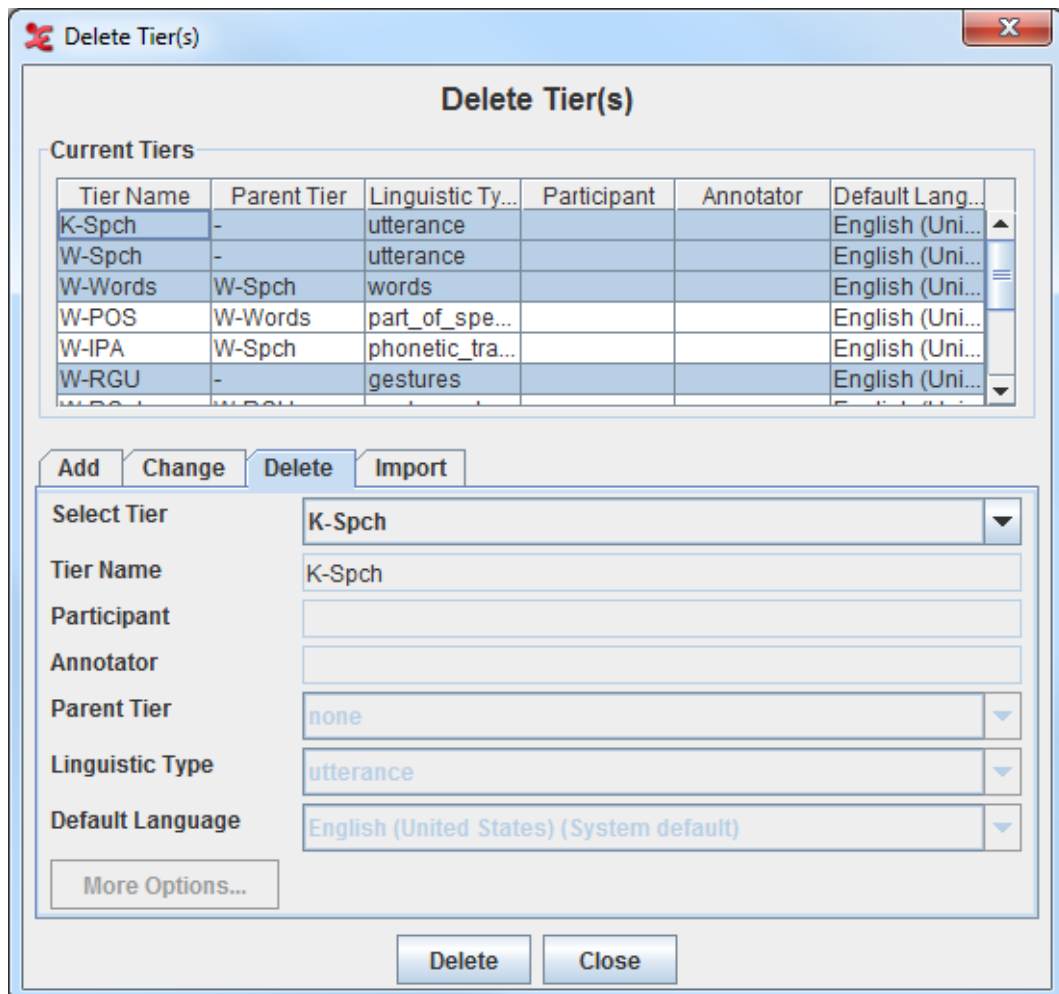 Delete Tier(s)
Delete Tier(s)
Current Tiers
Tier Name Parent Tier Linguistic Ty... Participant Annotator Default Lang...
K-Spch - utterance English (Uni...
W-Spch - utterance English (Uni...
W-Words W-Spch words English (Uni...
W-POS W-Words part_of_spe... English (Uni...
W-IPA W-Spch phonetic_tra... English (Uni...
W-RGU - gestures English (Uni...
Add Change Delete Import
Select Tier K-Spch
Tier Name K-Spch
Participant
Annotator
Parent Tier none
Linguistic Type utterance
Default Language English (United States) (System default)
More Options...
Delete Close